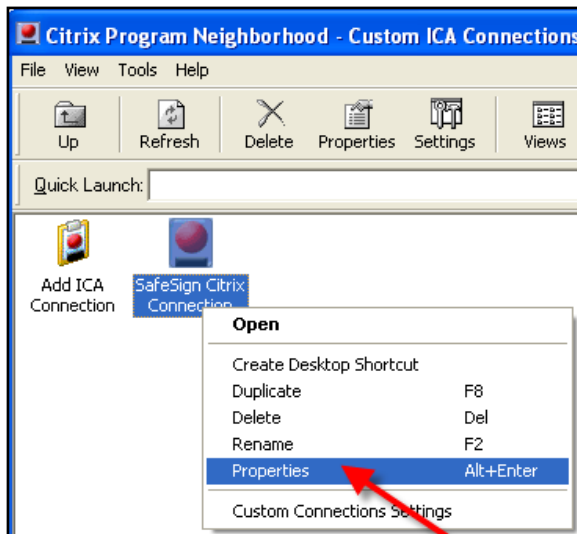 Citrix Program Neighborhood - Custom ICA Connections
File View Tools Help
Up Refresh Delete Properties Settings Views
Quick Launch:
Add ICA Connection
SafeSign Citrix Connection
Open
Create Desktop Shortcut
Duplicate F8
Delete Del
Rename F2
Properties Alt+Enter
Custom Connections Settings